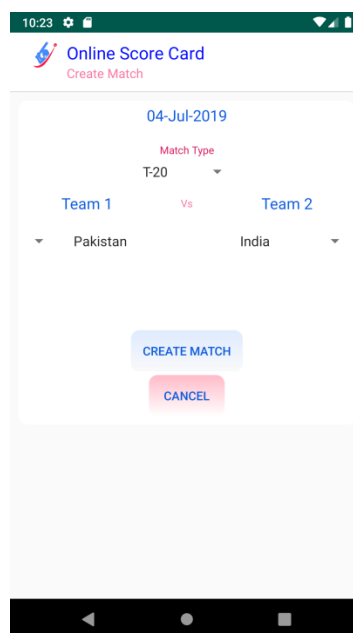 10:23
Online Score Card
Create Match
04-Jul-2019
Match Type
T-20
Team 1 Vs Team 2
Pakistan India
CREATE MATCH
CANCEL